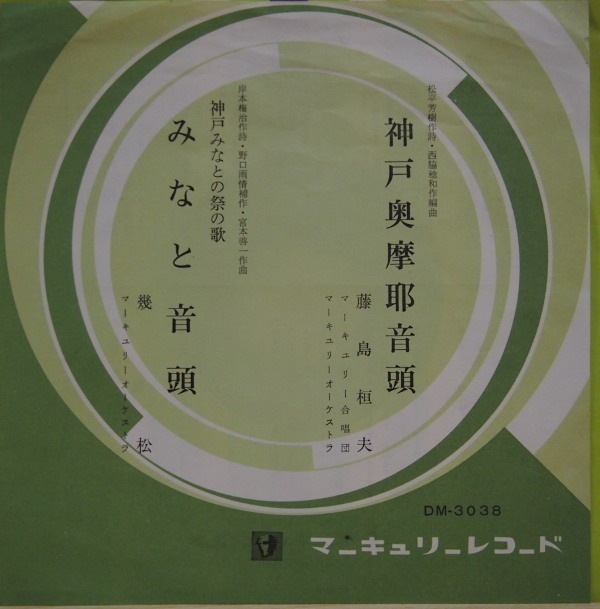 松平芳樹作詩・西脇稔和作編曲
神戸奥摩耶音頭
藤島桓夫
マーキュリー合唱団
マーキュリーオーケストラ
岸本梅治作詩・野口雨情補作・宮本啓一作曲
神戸みなとの祭の歌
みなと音頭
幾松
マーキュリーオーケストラ
DM-3038
マーキュリーレコード